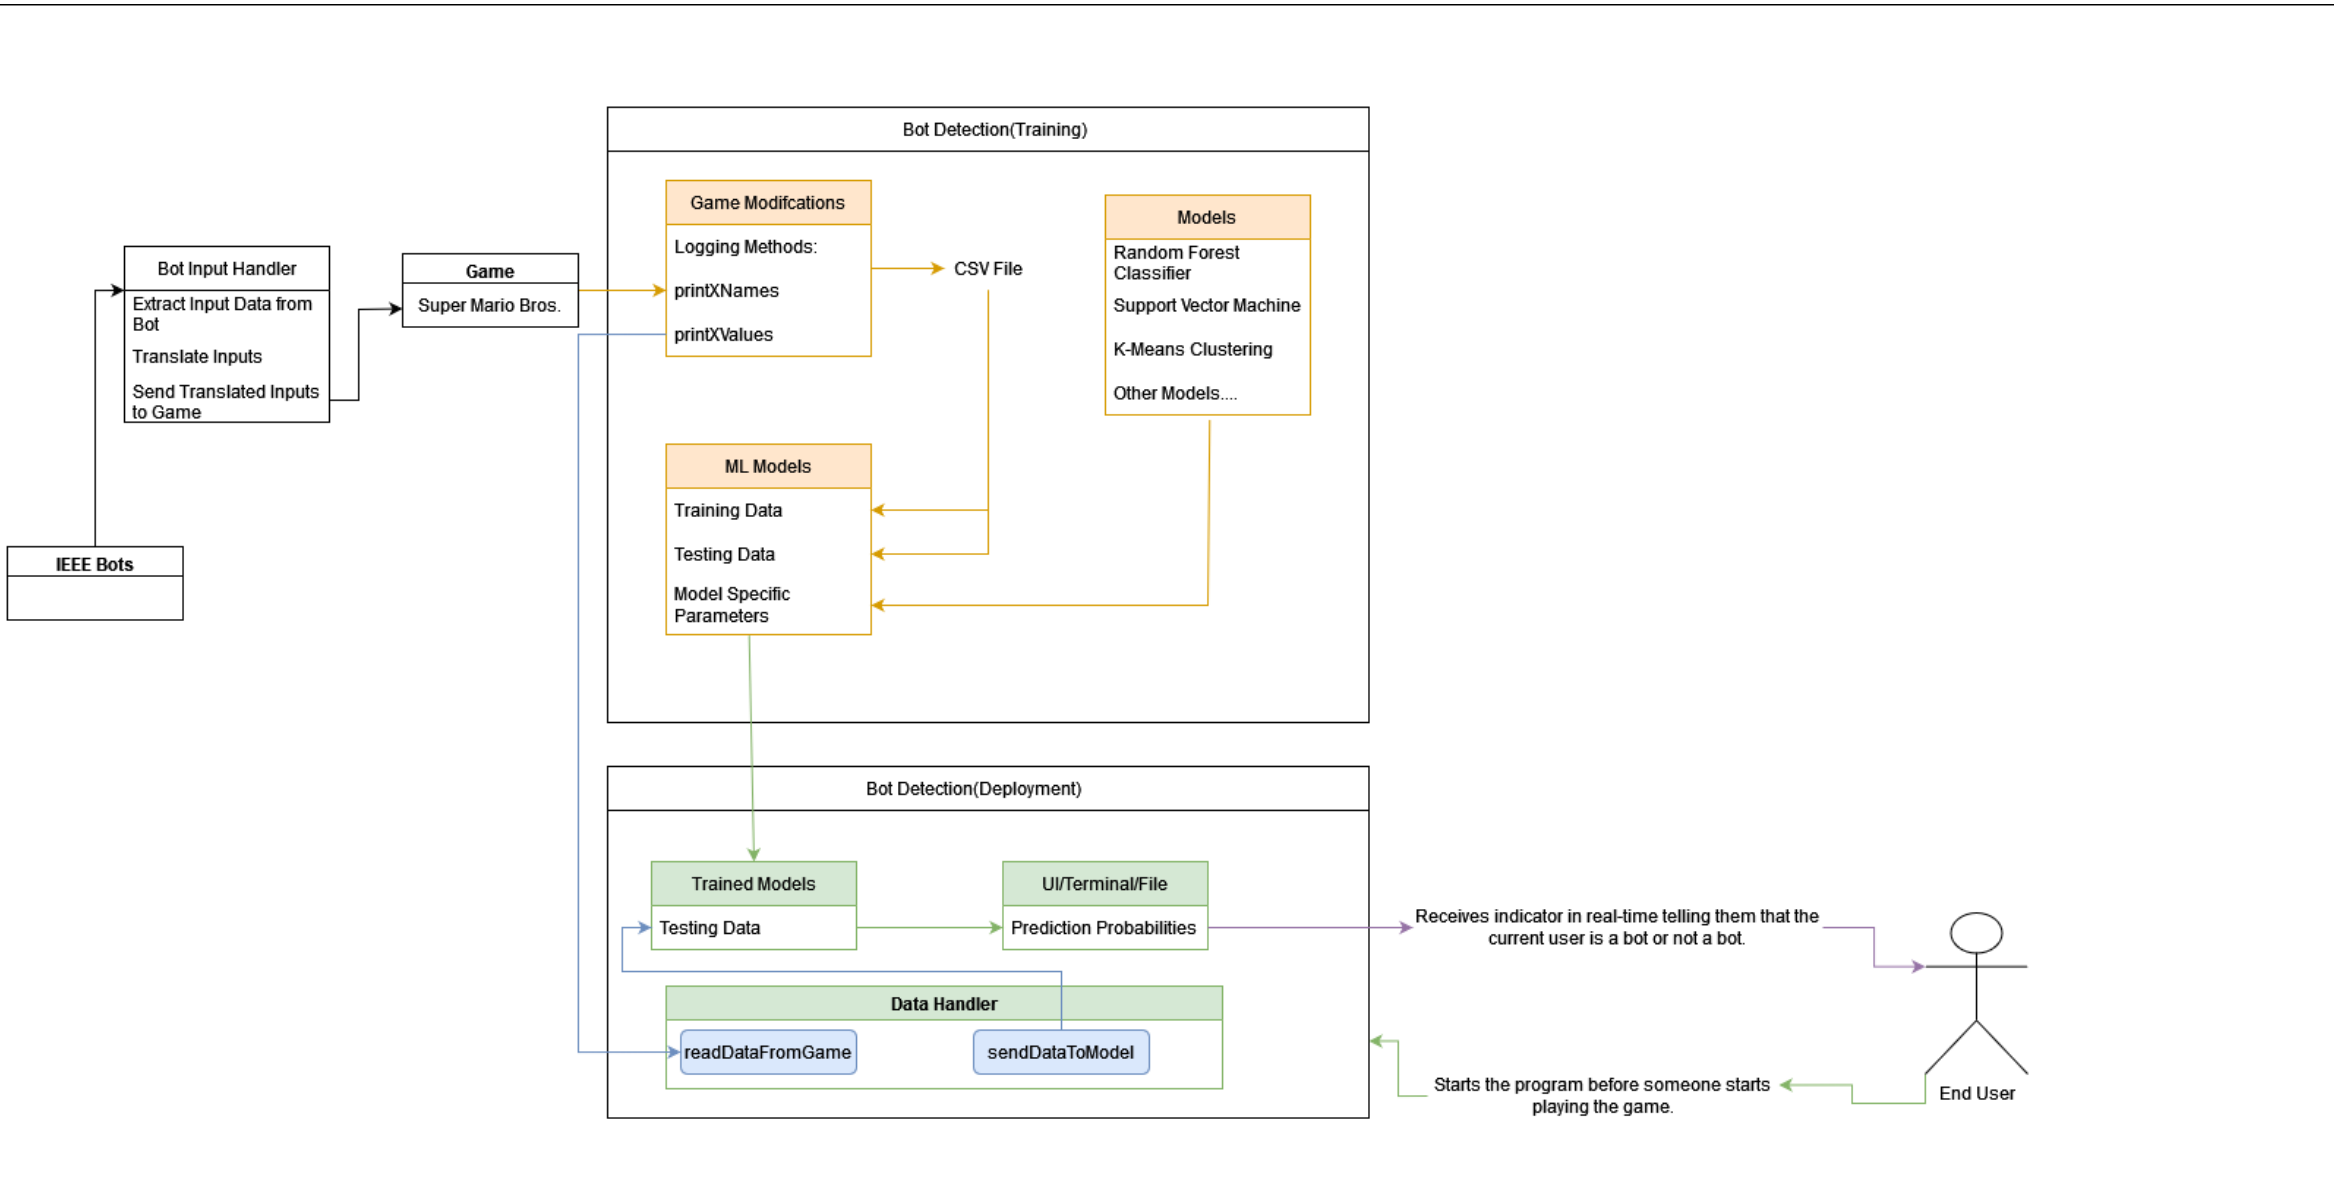 Bot Detection(Training)
Game Modifcations
Logging Methods:
printXNames
printXValues
CSV File
Models
Random Forest
Classifier
Support Vector Machine
K-Means Clustering
Other Models....
Bot Input Handler
Extract Input Data from
Bot
Translate Inputs
Send Translated Inputs
to Game
Game
Super Mario Bros.
ML Models
Training Data
Testing Data
Model Specific
Parameters
IEEE Bots
Bot Detection(Deployment)
Trained Models
Testing Data
UI/Terminal/File
Prediction Probabilities
Receives indicator in real-time telling them that the
current user is a bot or not a bot.
Data Handler
readDataFromGame
sendDataToModel
Starts the program before someone starts
playing the game.
End User